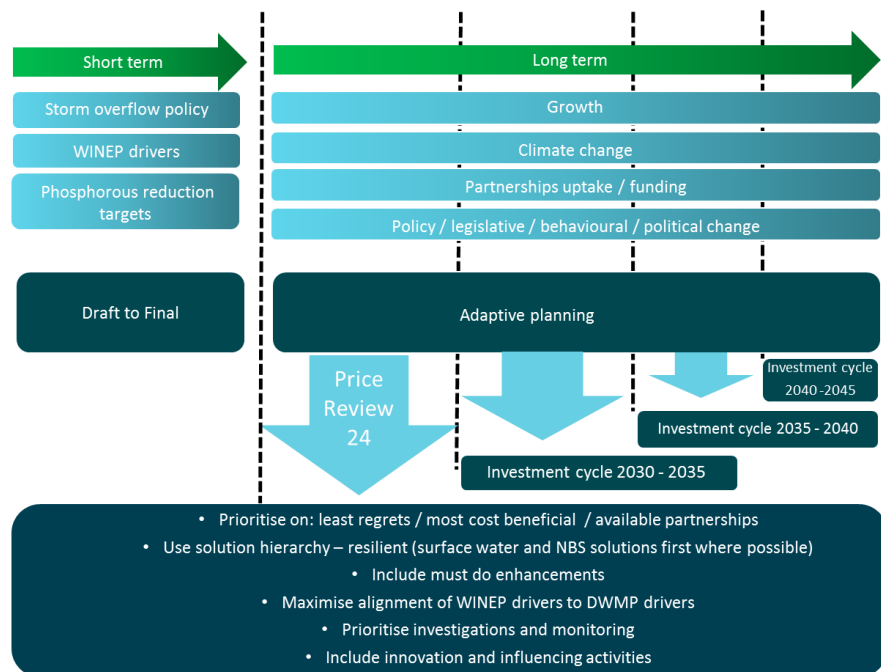 Short term
Long term
Storm overflow policy
WINEP drivers
Phosphorous reduction
targets
Growth
Climate change
Partnerships uptake / funding
Policy / legislative / behavioural / political change
Draft to Final
Adaptive planning
Price
Review
24
Investment cycle
2040 -2045
Investment cycle 2035 - 2040
Investment cycle 2030 - 2035
• Prioritise on: least regrets / most cost beneficial / available partnerships
• Use solution hierarchy – resilient (surface water and NBS solutions first where possible)
• Include must do enhancements
• Maximise alignment of WINEP drivers to DWMP drivers
• Prioritise investigations and monitoring
• Include innovation and influencing activities